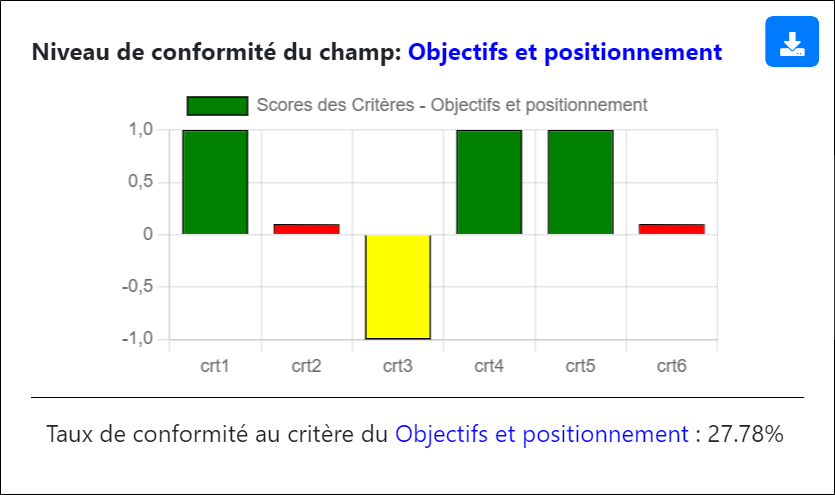 Niveau de conformité du champ: Objectifs et positionnement
Scores des Critères - Objectifs et positionnement
1,0
0,5
0
-0,5
-1,0
crt1 crt2 crt3 crt4 crt5 crt6
Taux de conformité au critère du Objectifs et positionnement : 27.78%